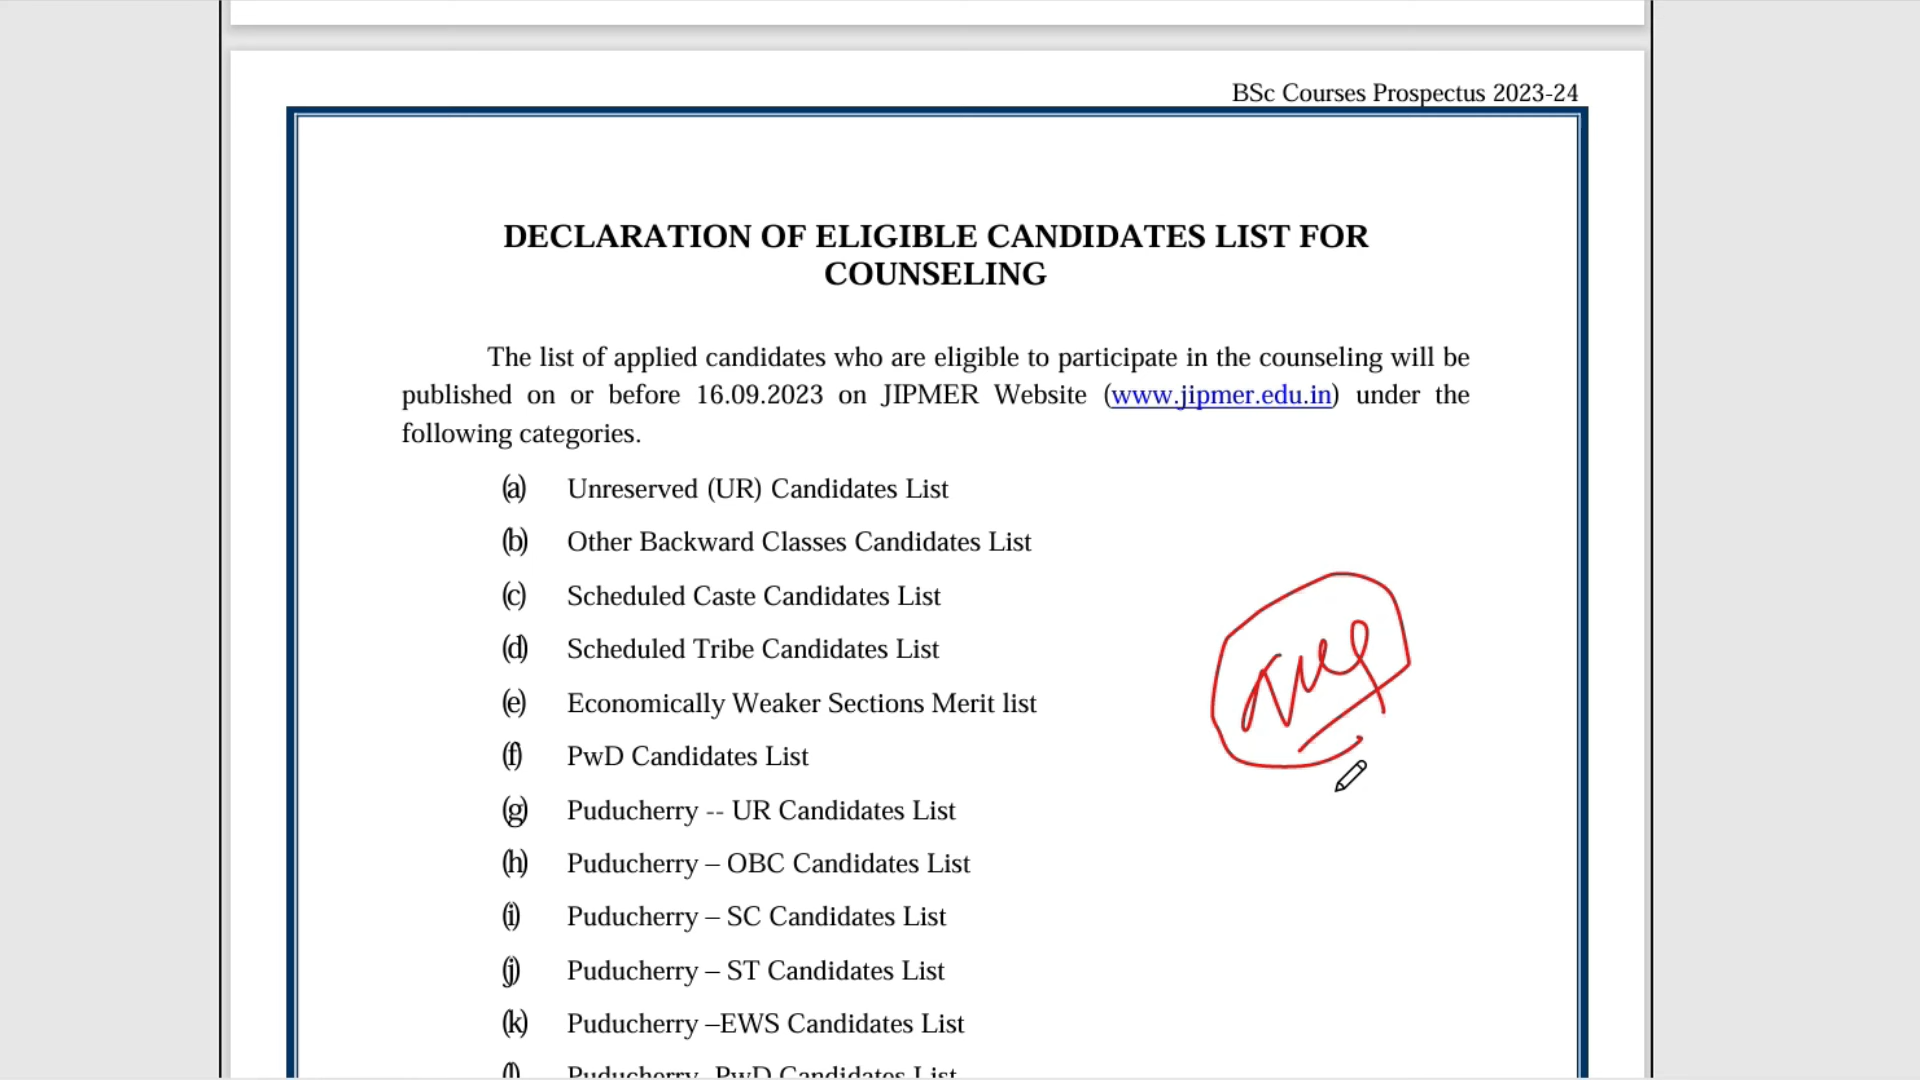 BSc Courses Prospectus 2023-24
DECLARATION OF ELIGIBLE CANDIDATES LIST FOR
COUNSELING
The list of applied candidates who are eligible to participate in the counseling will be
published on or before 16.09.2023 on JIPMER Website (www.jipmer.edu.in) under the
following categories.
(a) Unreserved (UR) Candidates List
(b) Other Backward Classes Candidates List
(c) Scheduled Caste Candidates List
(d) Scheduled Tribe Candidates List
(e) Economically Weaker Sections Merit list
(f) PwD Candidates List
(g) Puducherry -- UR Candidates List
(h) Puducherry – OBC Candidates List
(i) Puducherry – SC Candidates List
(j) Puducherry – ST Candidates List
(k) Puducherry –EWS Candidates List
(l) Puducherry- PwD Candidates List